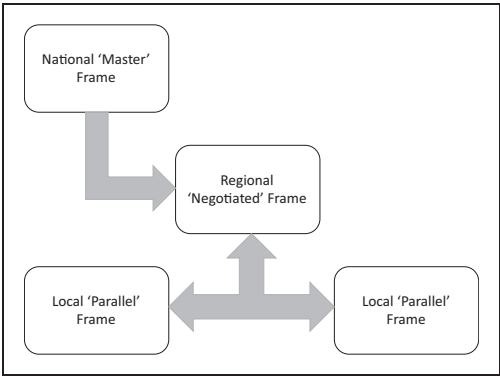 National ‘Master’
Frame
Regional
‘Negotiated’ Frame
Local ‘Parallel’
Frame
Local ‘Parallel’
Frame